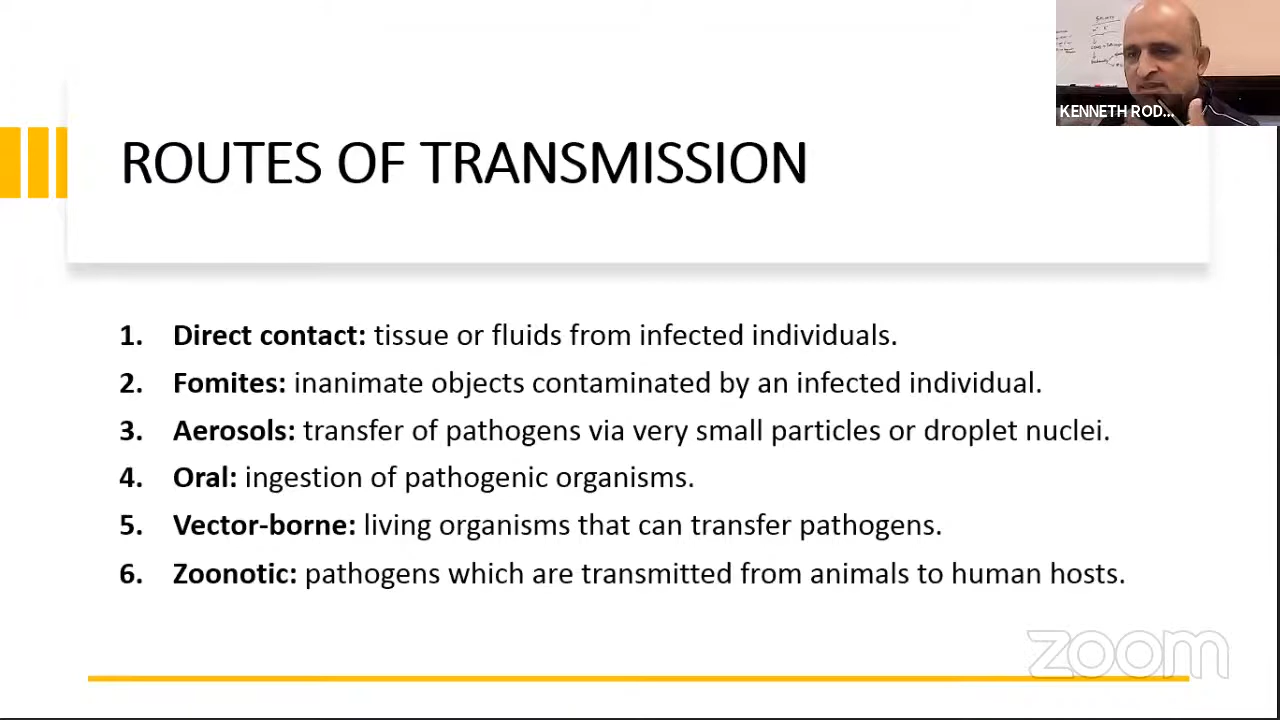 KENNETH ROD...
ROUTES OF TRANSMISSION
1. Direct contact: tissue or fluids from infected individuals.
2. Fomites: inanimate objects contaminated by an infected individual.
3. Aerosols: transfer of pathogens via very small particles or droplet nuclei.
4. Oral: ingestion of pathogenic organisms.
5. Vector-borne: living organisms that can transfer pathogens.
6. Zoonotic: pathogens which are transmitted from animals to human hosts.
zoom